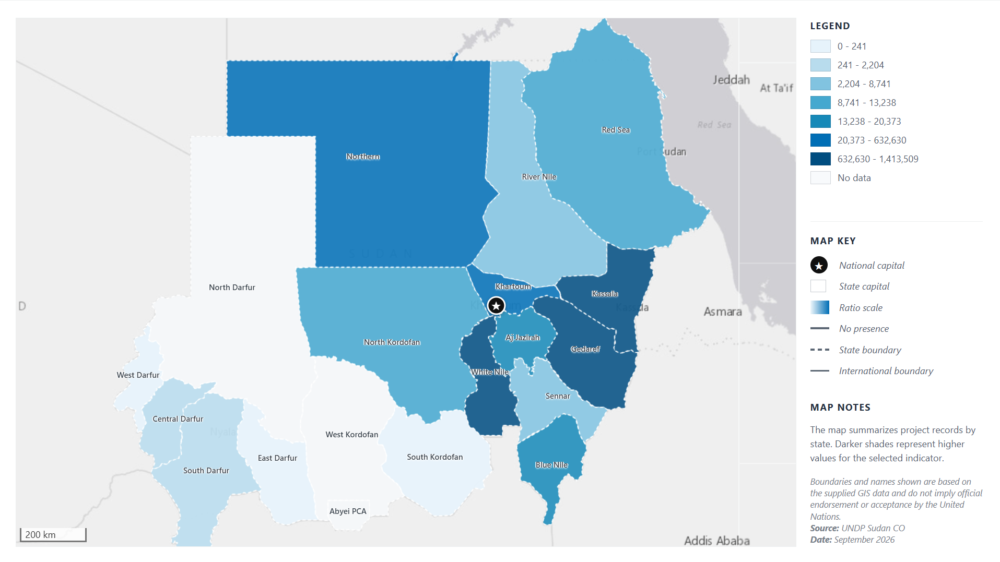 Jeddah
At Ta'if
Red Sea
Red Sea
Port Sudan
Northern
River Nile
SUDAN
North Darfur
Khartoum
Kassala
Khartoum
Kassala
Asmara
D
Aj Jazirah
North Kordofan
Gedaref
West Darfur
White Nile
Sennar
Central Darfur
Nyala
West Kordofan
East Darfur
South Kordofan
Blue Nile
South Darfur
Abyei PCA
200 km
Addis Ababa
LEGEND
0 - 241
241 - 2,204
2,204 - 8,741
8,741 - 13,238
13,238 - 20,373
20,373 - 632,630
632,630 - 1,413,509
No data
MAP KEY
National capital
State capital
Ratio scale
No presence
State boundary
International boundary
MAP NOTES
The map summarizes project records by
state. Darker shades represent higher
values for the selected indicator.
Boundaries and names shown are based on
the supplied GIS data and do not imply official
endorsement or acceptance by the United
Nations.
Source: UNDP Sudan CO
Date: September 2026